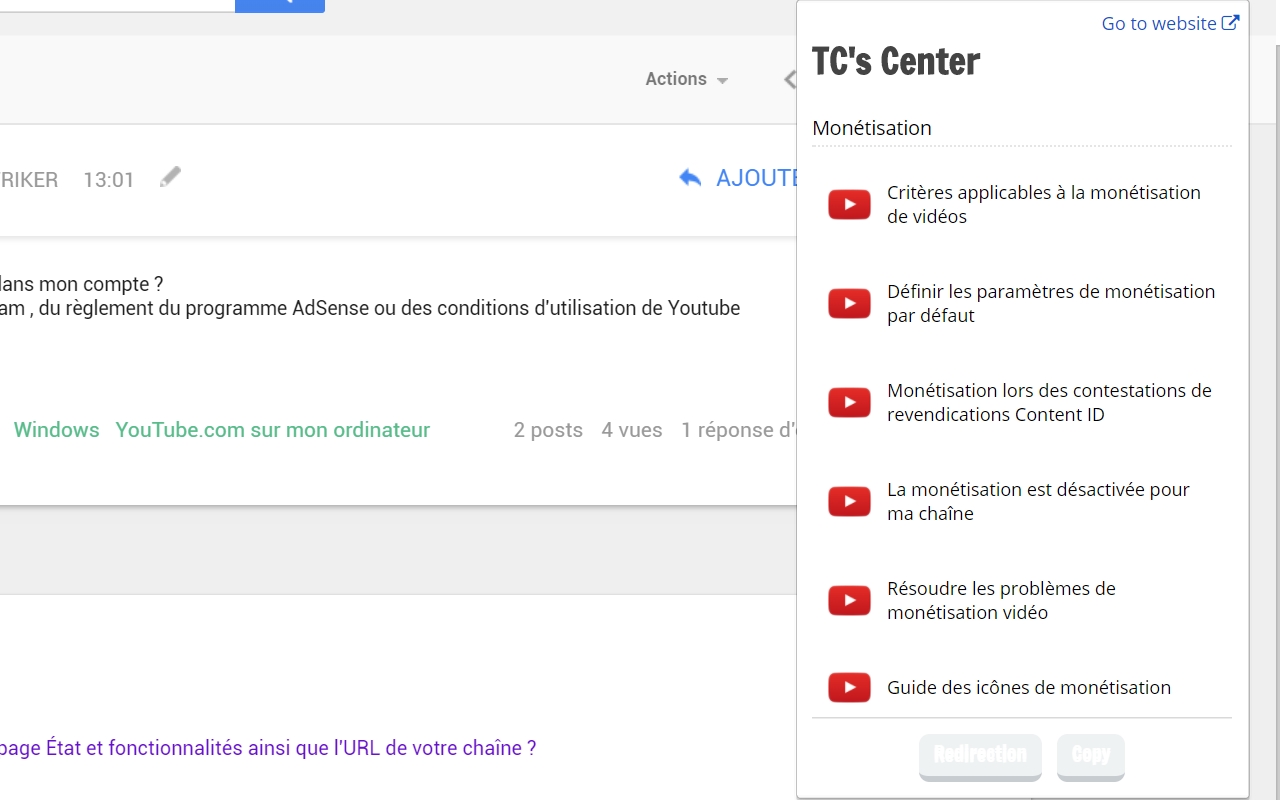 Go to website
TC's Center
Actions
Monétisation
RIKER 13:01
AJOUTE
Critères applicables à la monétisation
de vidéos
dans mon compte ?
am , du règlement du programme AdSense ou des conditions d'utilisation de Youtube
Définir les paramètres de monétisation
par défaut
Monétisation lors des contestations de
revendications Content ID
Windows YouTube.com sur mon ordinateur 2 posts 4 vues 1 réponse d'
La monétisation est désactivée pour
ma chaîne
Résoudre les problèmes de
monétisation vidéo
Guide des icônes de monétisation
page État et fonctionnalités ainsi que l'URL de votre chaîne ?
Redirection Copy